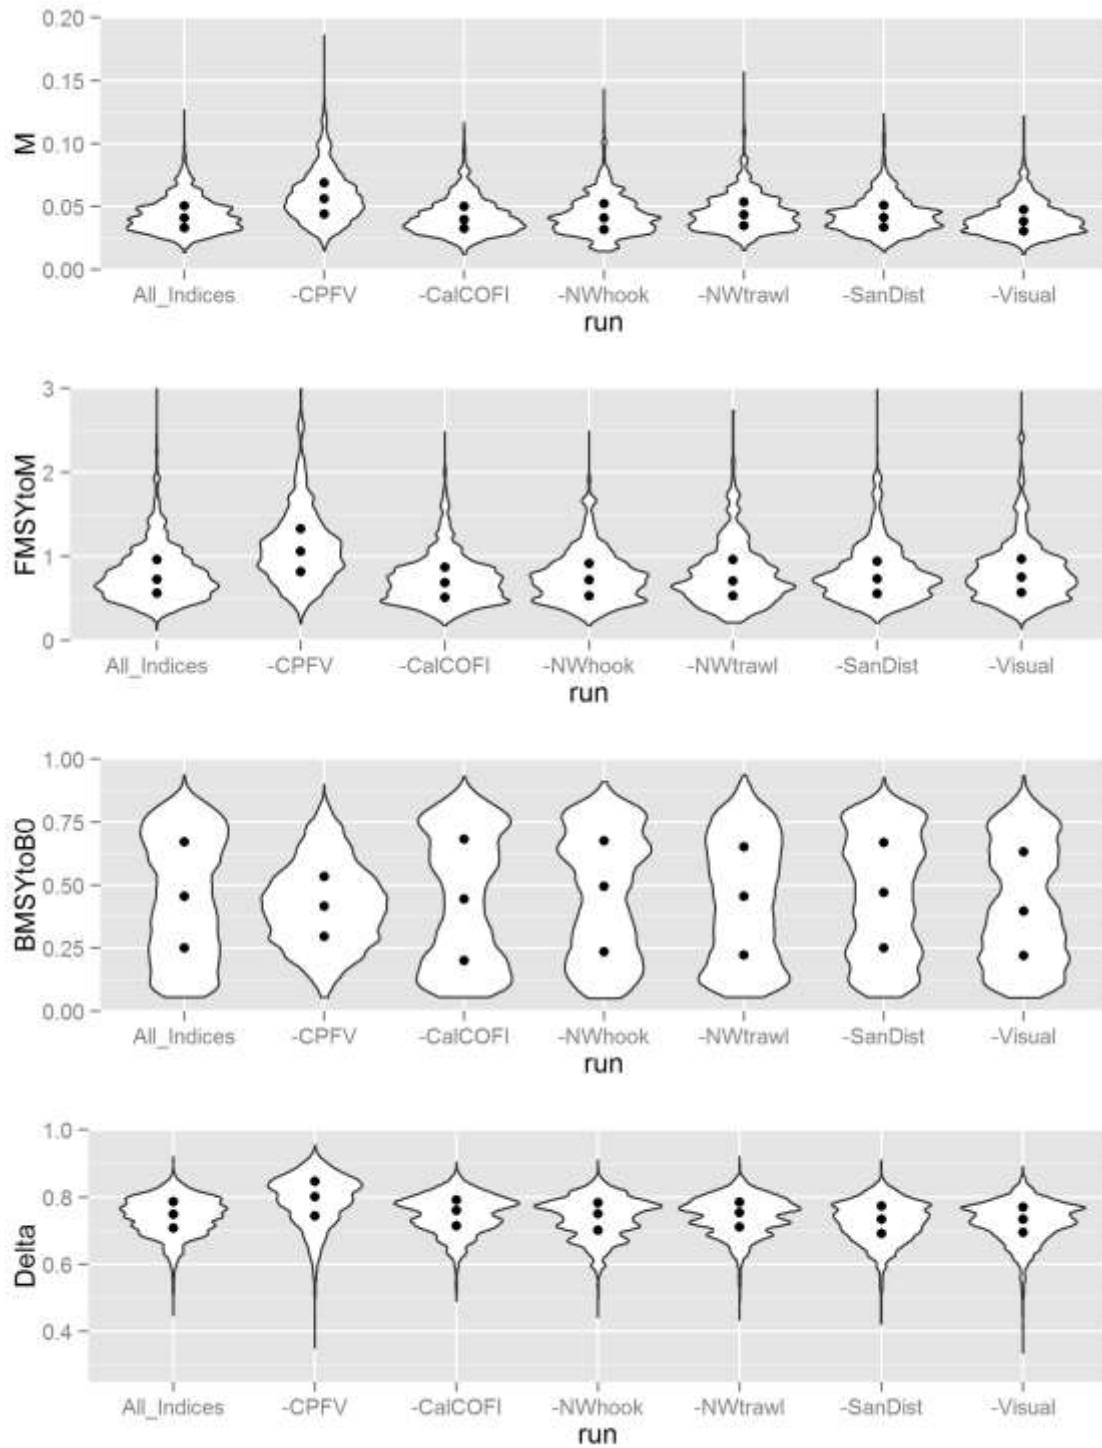 0.20
0.15
0.10
0.05
0.00
M
All_Indices -CPFV -CalCOFI -NWhook -NWtrawl -SanDist -Visual
run
3
2
1
0
FMSYtoM
All_Indices -CPFV -CalCOFI -NWhook -NWtrawl -SanDist -Visual
run
1.00
0.75
0.50
0.25
0.00
BMSYtoB0
All_Indices -CPFV -CalCOFI -NWhook -NWtrawl -SanDist -Visual
run
1.0
0.8
0.6
0.4
Delta
All_Indices -CPFV -CalCOFI -NWhook -NWtrawl -SanDist -Visual
run